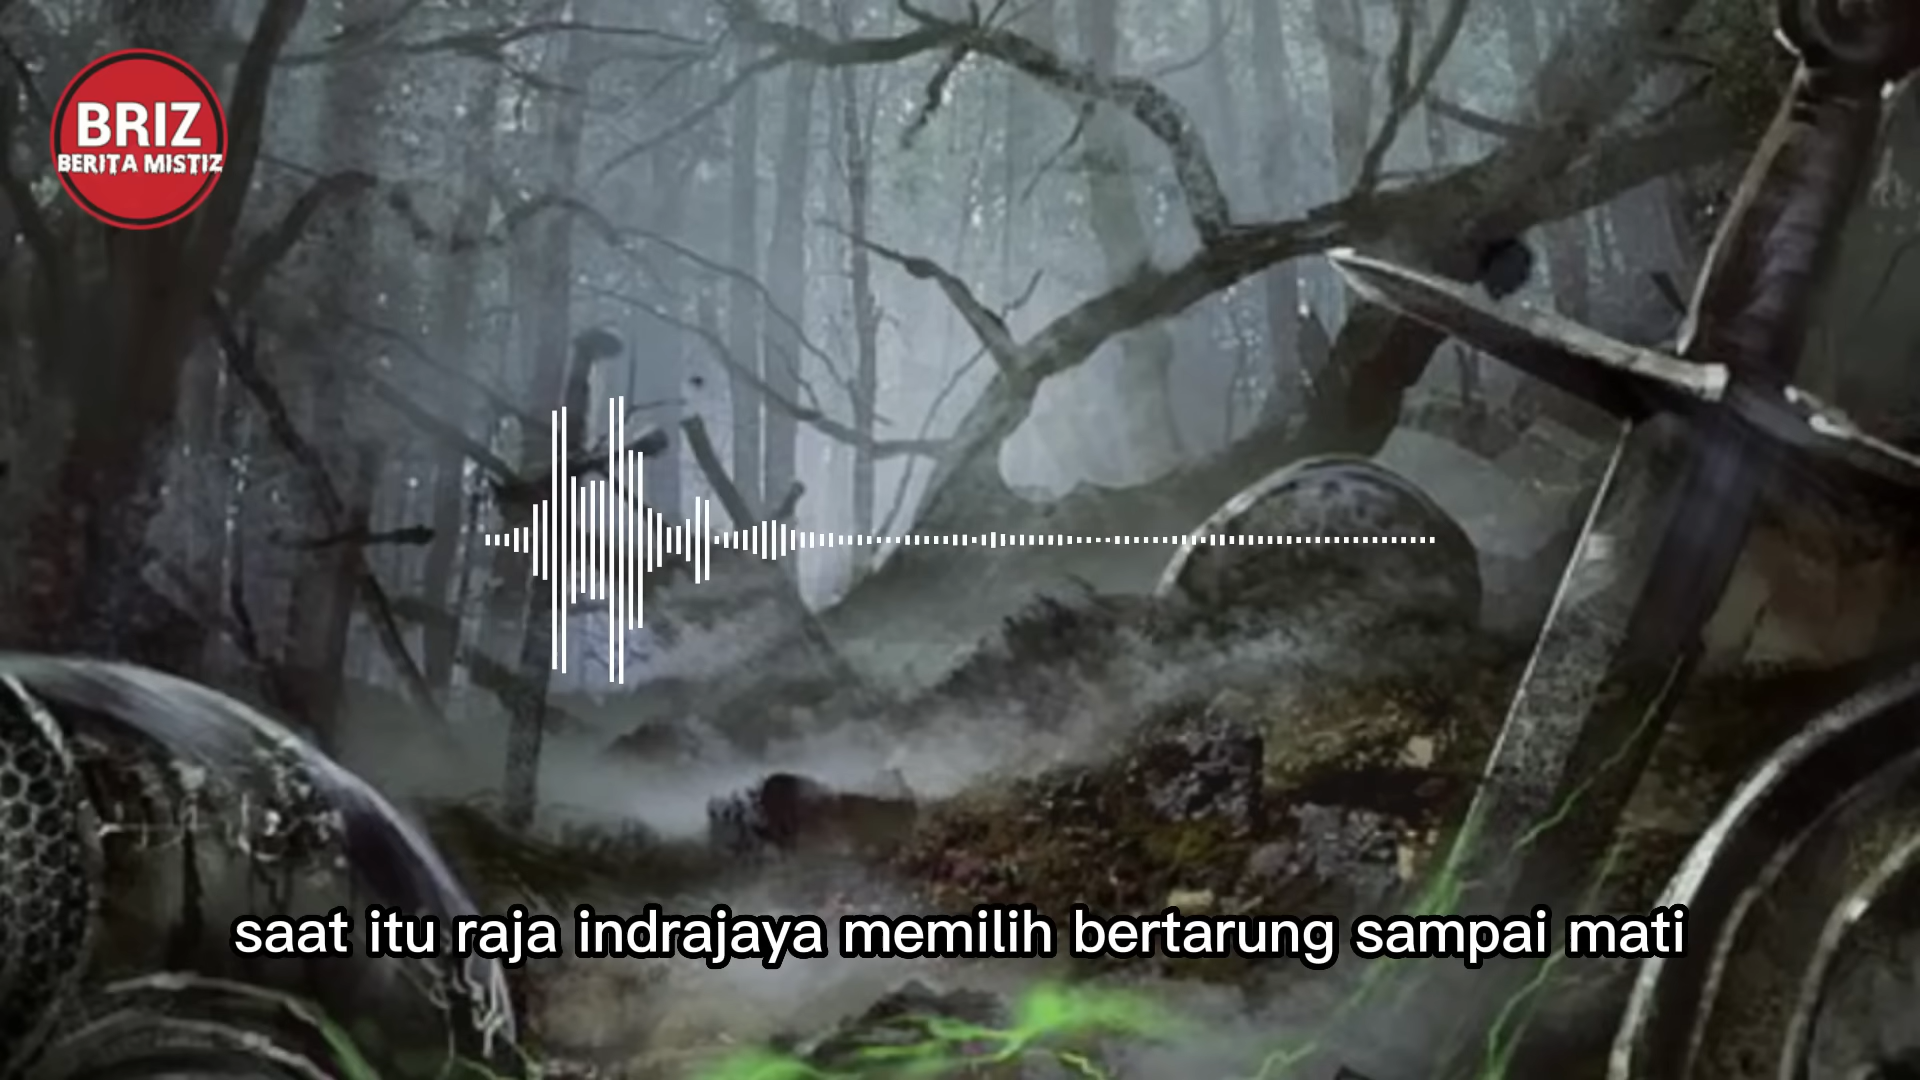 BRIZ
BERITA MISTIZ
saat itu raja indrajaya memilih bertarung sampai mati